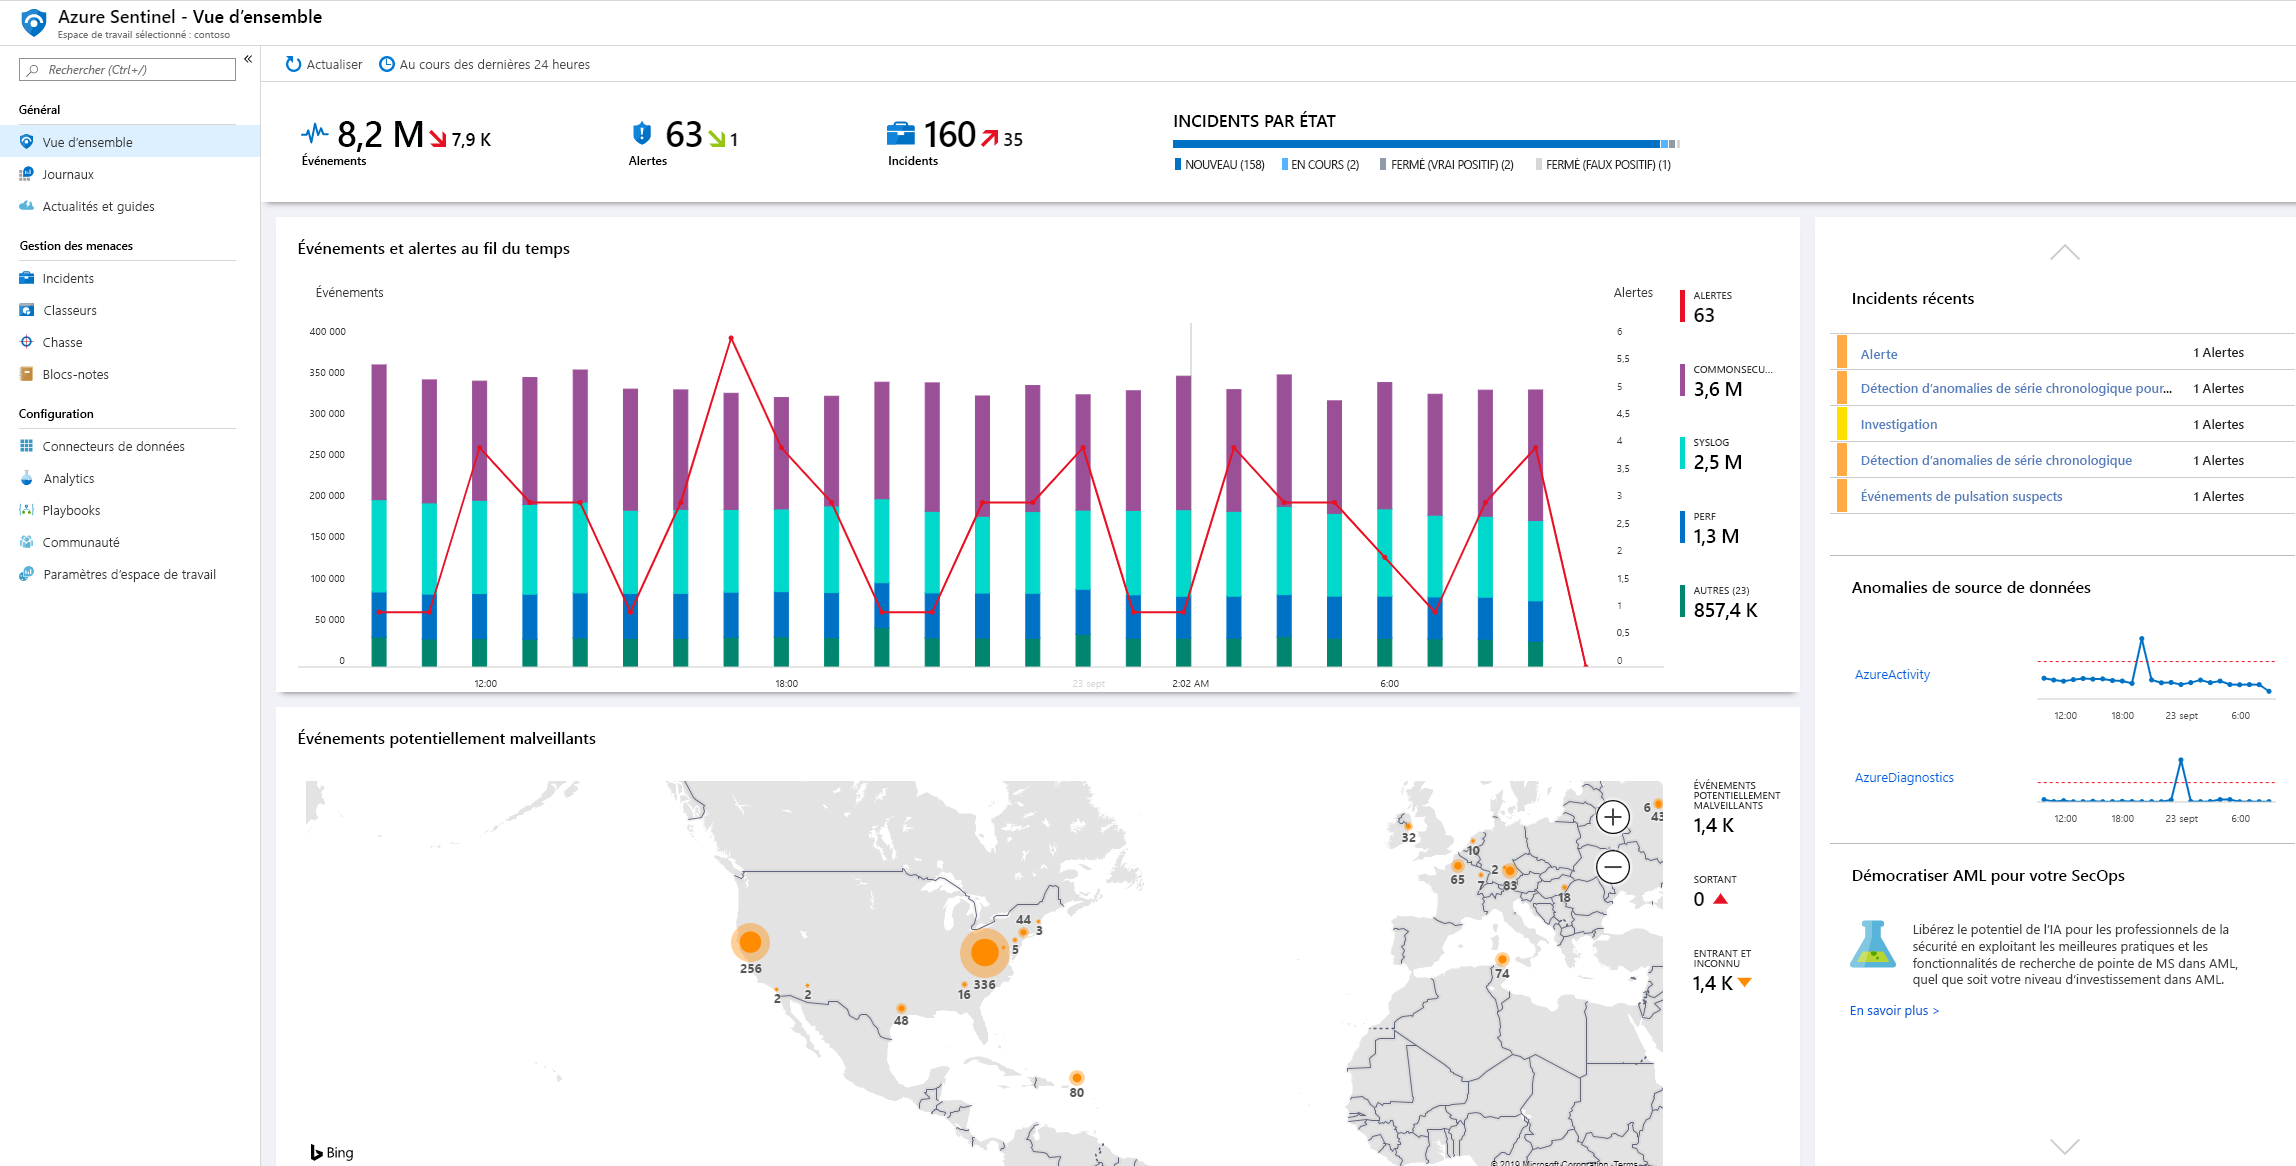 Azure Sentinel - Vue d’ensemble
Espace de travail sélectionné : contoso
Rechercher (Ctrl+/)
«
Général
Vue d’ensemble
Journaux
Actualités et guides
Gestion des menaces
Incidents
Classeurs
Chasse
Blocs-notes
Configuration
Connecteurs de données
Analytics
Playbooks
Communauté
Paramètres d’espace de travail
Actualiser
Au cours des dernières 24 heures
8,2 M 7,9 K
Événements
63 1
Alertes
160 35
Incidents
INCIDENTS PAR ÉTAT
NOUVEAU (158) EN COURS (2) FERMÉ (VRAI POSITIF) (2) FERMÉ (FAUX POSITIF) (1)
Événements et alertes au fil du temps
Événements
Alertes
400 000
350 000
300 000
250 000
200 000
150 000
100 000
50 000
0
6
5,5
5
4,5
4
3,5
3
2,5
2
1,5
1
0,5
0
12:00 18:00 23 sept 2:02 AM 6:00
ALERTES
63
COMMONSECU...
3,6 M
SYSLOG
2,5 M
PERF
1,3 M
AUTRES (23)
857,4 K
Événements potentiellement malveillants
256
2
2
48
16
336
5
44
3
80
32
10
65
7
2
83
18
74
6
43
Bing
© 2019 Microsoft Corporation Terms
ÉVÉNEMENTS
POTENTIELLEMENT
MALVEILLANTS
1,4 K
SORTANT
0
ENTRANT ET
INCONNU
1,4 K
Incidents récents
Alerte 1 Alertes
Détection d’anomalies de série chronologique pour... 1 Alertes
Investigation 1 Alertes
Détection d’anomalies de série chronologique 1 Alertes
Événements de pulsation suspects 1 Alertes
Anomalies de source de données
AzureActivity
12:00 18:00 23 sept 6:00
AzureDiagnostics
12:00 18:00 23 sept 6:00
Démocratiser AML pour votre SecOps
Libérez le potentiel de l’IA pour les professionnels de la
sécurité en exploitant les meilleures pratiques et les
fonctionnalités de recherche de pointe de MS dans AML,
quel que soit votre niveau d’investissement dans AML.
En savoir plus >